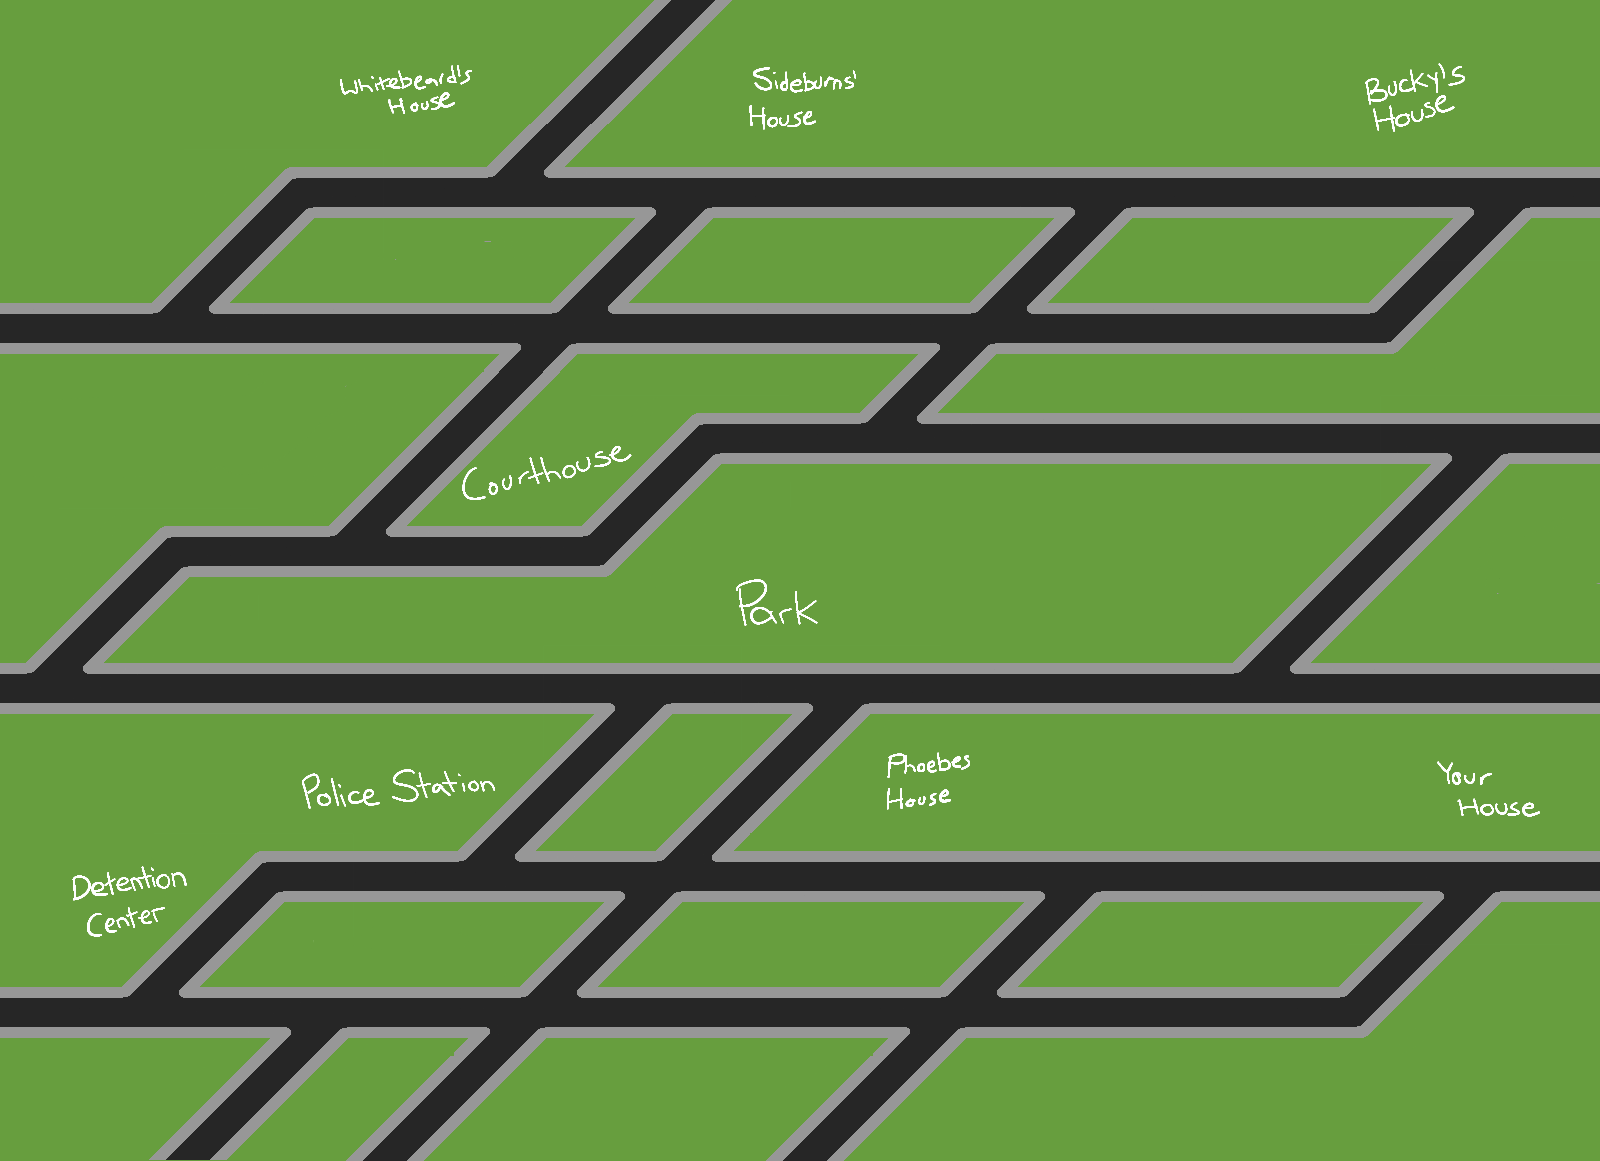 Whitebeard's
House
Sideburns'
House
Bucky's
House
Courthouse
Park
Police Station
Phoebes
House
Your
House
Detention
Center